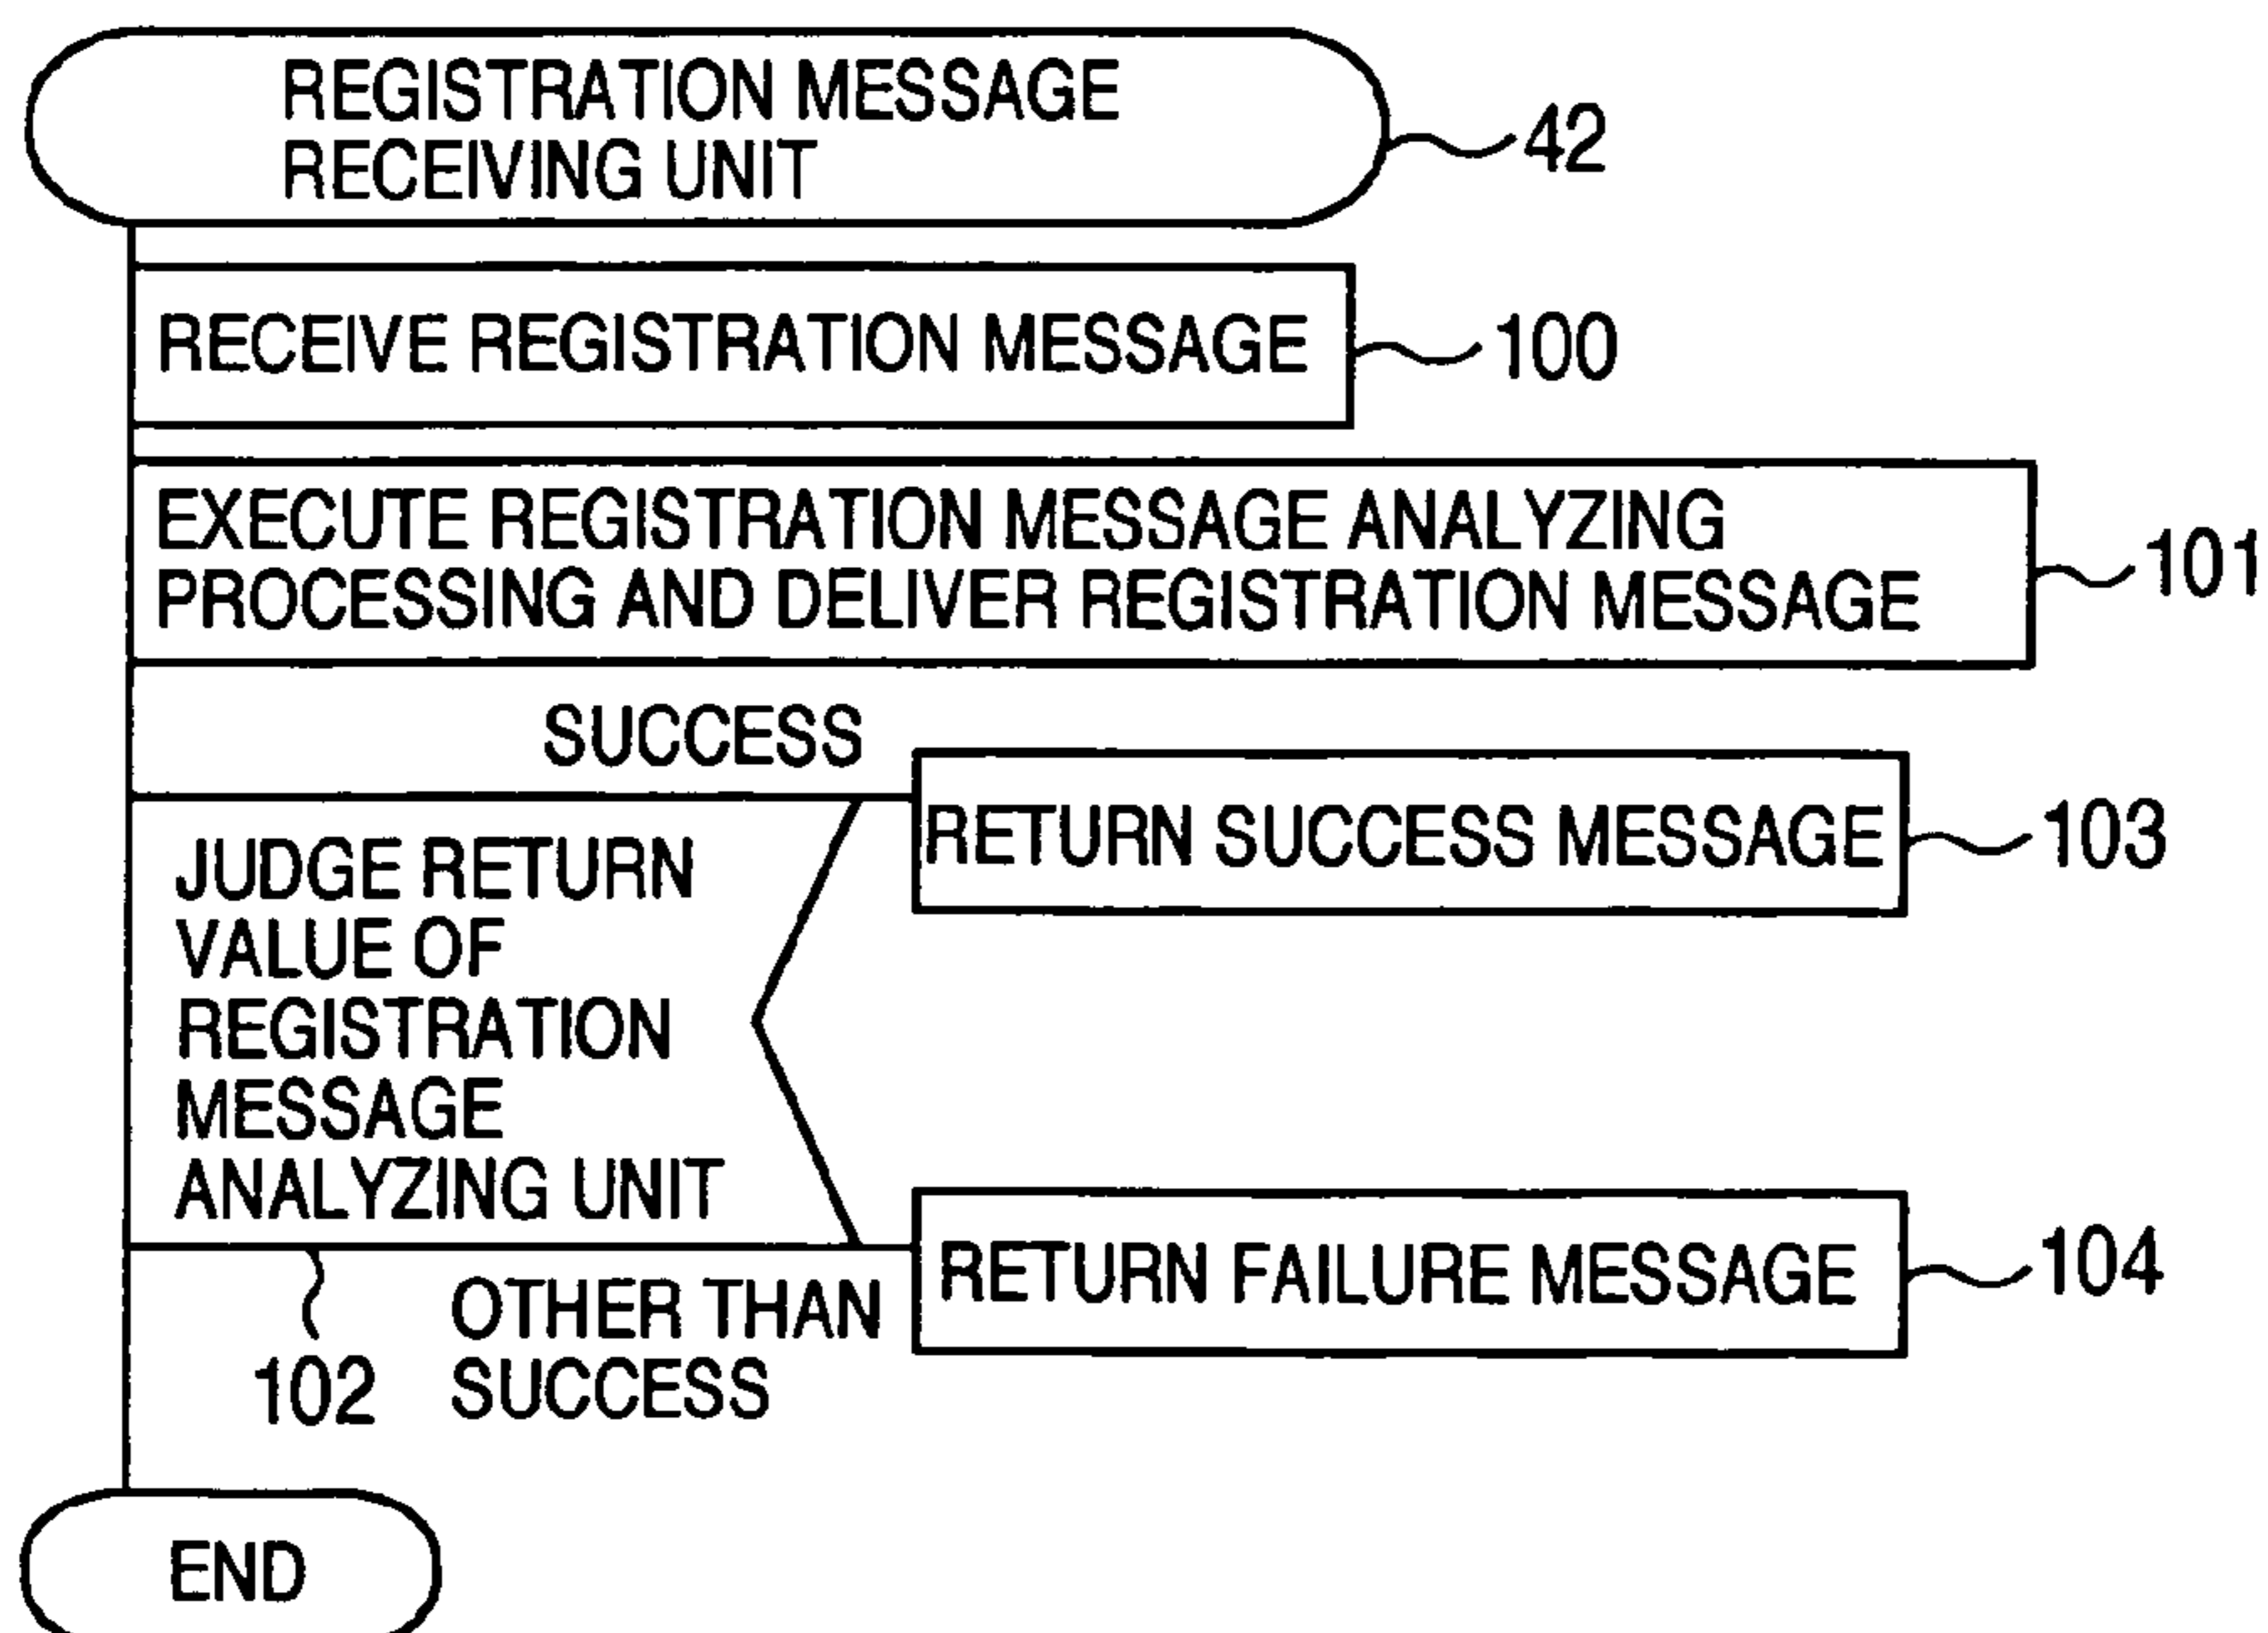 REGISTRATION MESSAGE
RECEIVING UNIT
42
RECEIVE REGISTRATION MESSAGE
100
EXECUTE REGISTRATION MESSAGE ANALYZING
PROCESSING AND DELIVER REGISTRATION MESSAGE
101
SUCCESS
RETURN SUCCESS MESSAGE
103
JUDGE RETURN
VALUE OF
REGISTRATION
MESSAGE
ANALYZING UNIT
102
RETURN FAILURE MESSAGE
104
OTHER THAN
SUCCESS
END